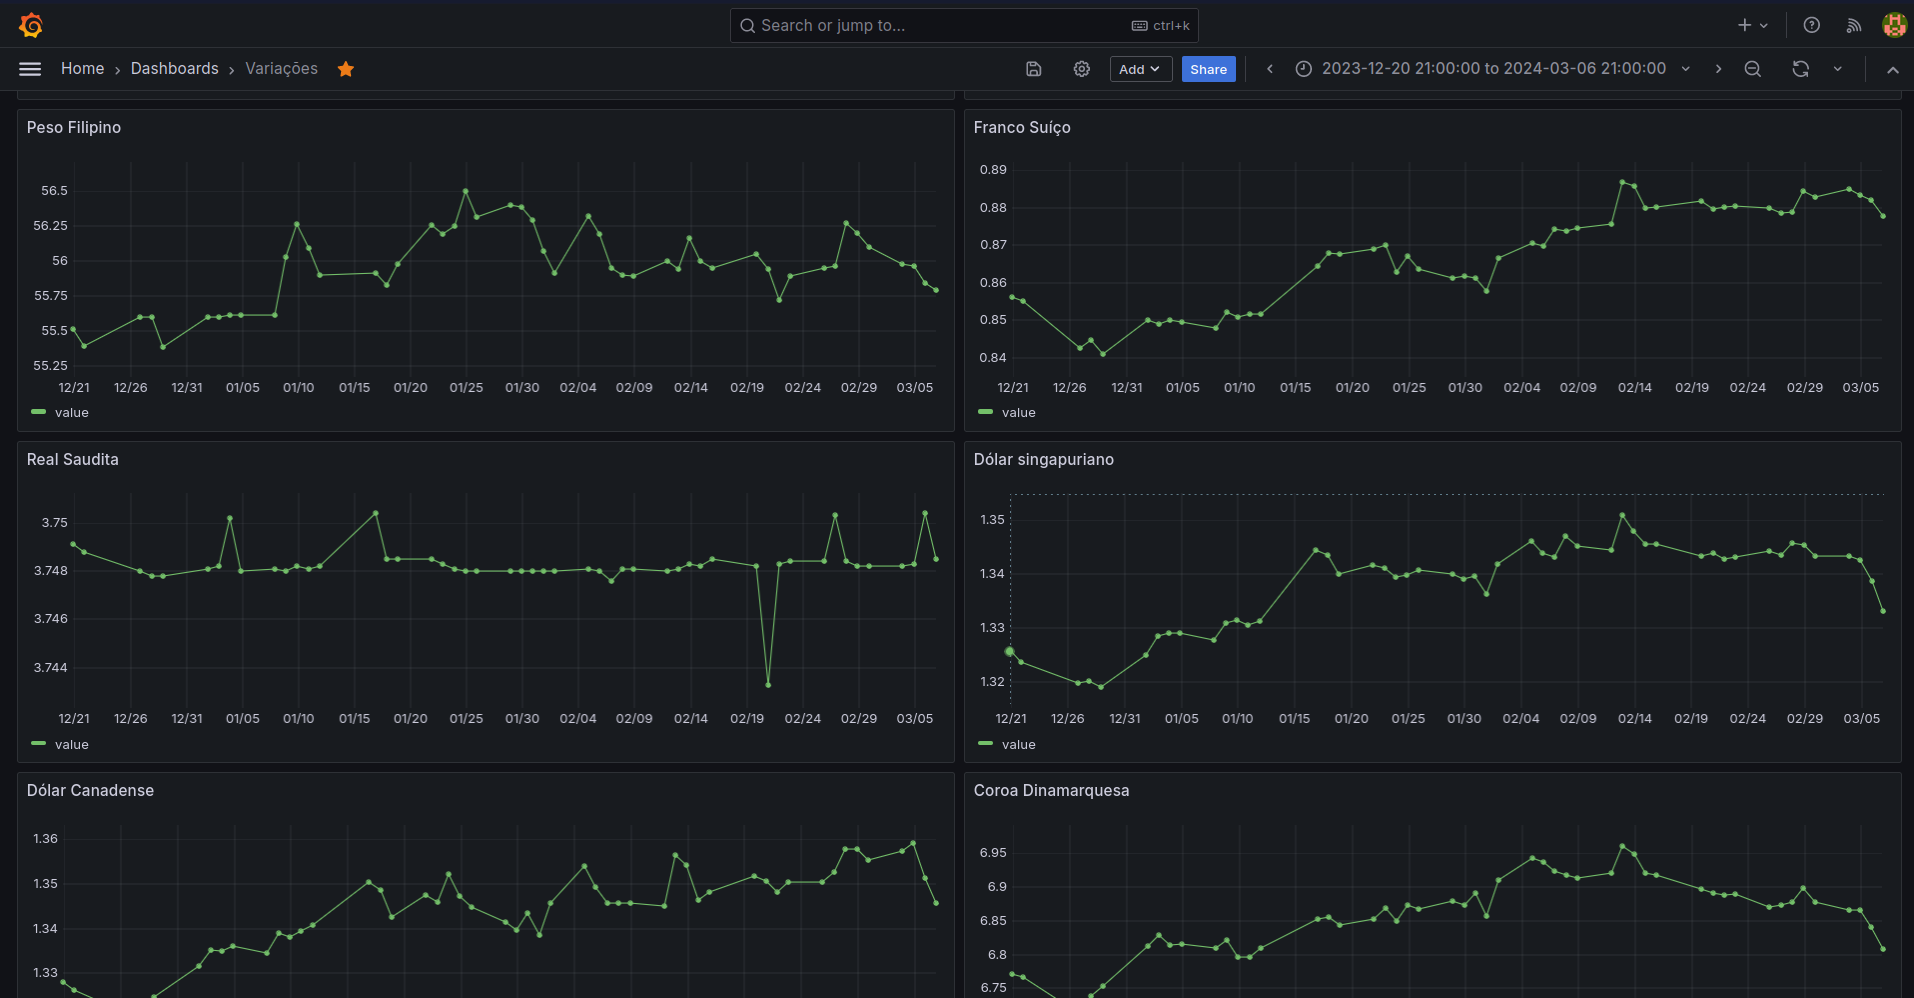 Search or jump to... ctrl+k
Home › Dashboards › Variações Add Share 2023-12-20 21:00:00 to 2024-03-06 21:00:00
Peso Filipino
56.5
56.25
56
55.75
55.5
55.25
12/21 12/26 12/31 01/05 01/10 01/15 01/20 01/25 01/30 02/04 02/09 02/14 02/19 02/24 02/29 03/05
value
Franco Suíço
0.89
0.88
0.87
0.86
0.85
0.84
12/21 12/26 12/31 01/05 01/10 01/15 01/20 01/25 01/30 02/04 02/09 02/14 02/19 02/24 02/29 03/05
value
Real Saudita
3.75
3.748
3.746
3.744
12/21 12/26 12/31 01/05 01/10 01/15 01/20 01/25 01/30 02/04 02/09 02/14 02/19 02/24 02/29 03/05
value
Dólar singapuriano
1.35
1.34
1.33
1.32
12/21 12/26 12/31 01/05 01/10 01/15 01/20 01/25 01/30 02/04 02/09 02/14 02/19 02/24 02/29 03/05
value
Dólar Canadense
1.36
1.35
1.34
1.33
Coroa Dinamarquesa
6.95
6.9
6.85
6.8
6.75